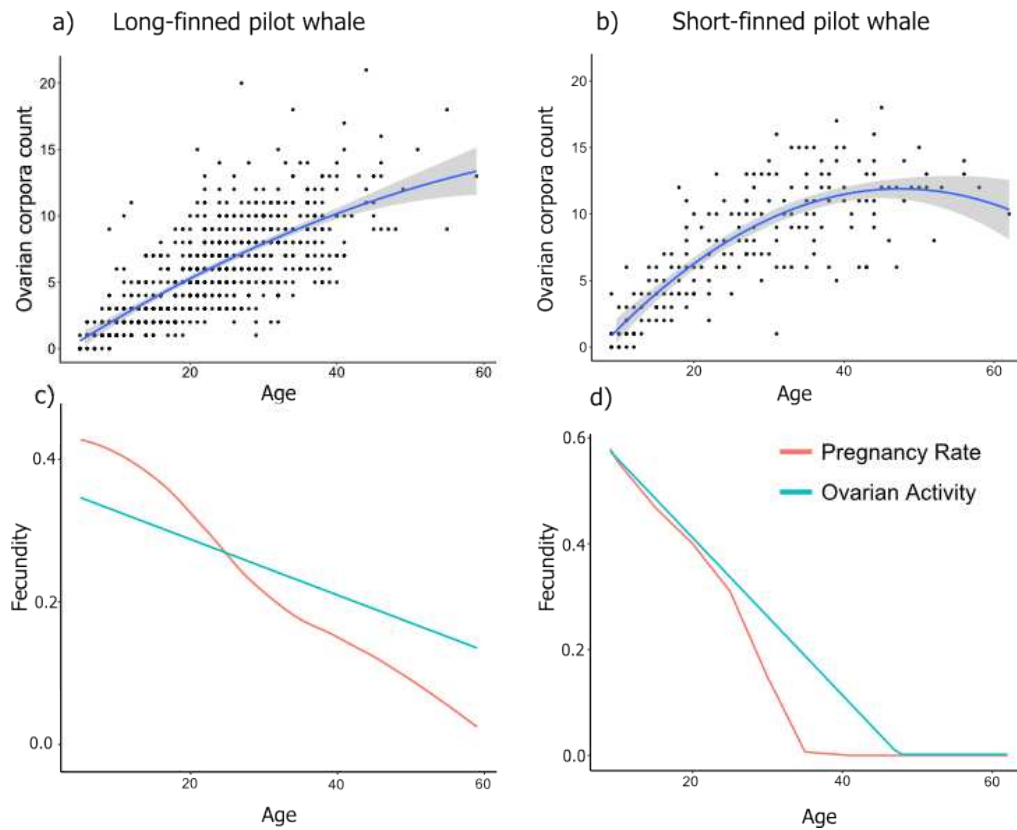 a) Long-finned pilot whale
b) Short-finned pilot whale
Ovarian corpora count
20
15
10
5
0
20 40 60
Age
Ovarian corpora count
20
15
10
5
0
20 40 60
Age
c)
Fecundity
0.4
0.2
0.0
20 40 60
Age
d)
Fecundity
0.6
0.4
0.2
0.0
Pregnancy Rate
Ovarian Activity
20 40 60
Age